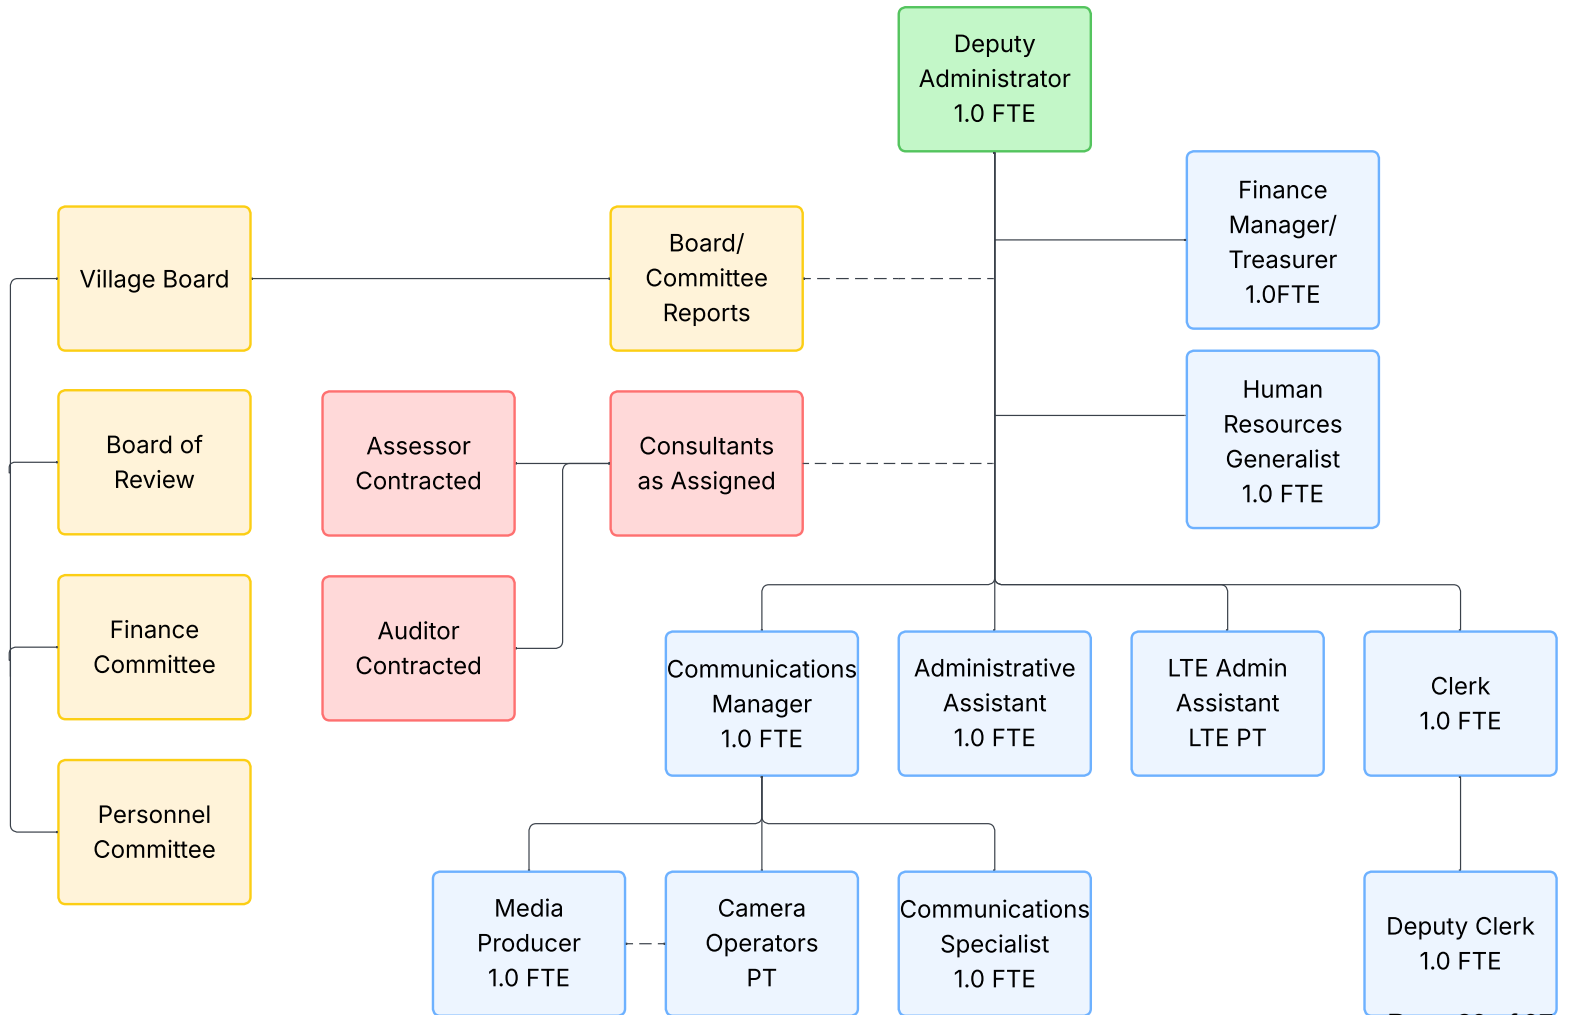 Deputy
Administrator
1.0 FTE
Finance
Manager/
Treasurer
1.0FTE
Village Board
Board/
Committee
Reports
Human
Resources
Generalist
1.0 FTE
Board of
Review
Assessor
Contracted
Consultants
as Assigned
Finance
Committee
Auditor
Contracted
Communications
Manager
1.0 FTE
Administrative
Assistant
1.0 FTE
LTE Admin
Assistant
LTE PT
Clerk
1.0 FTE
Personnel
Committee
Media
Producer
1.0 FTE
Camera
Operators
PT
Communications
Specialist
1.0 FTE
Deputy Clerk
1.0 FTE